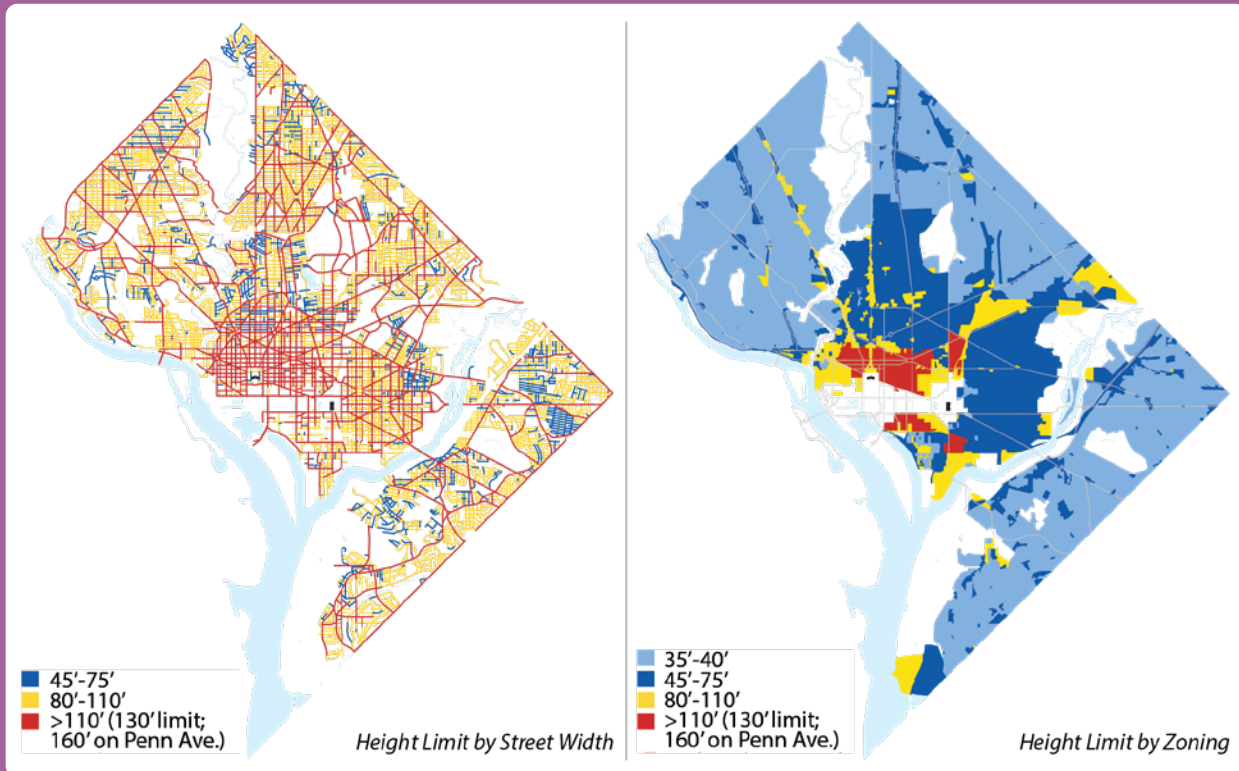 45'-75'
80'-110'
>110' (130' limit;
160' on Penn Ave.)
Height Limit by Street Width
35'-40'
45'-75'
80'-110'
>110' (130' limit;
160' on Penn Ave.)
Height Limit by Zoning